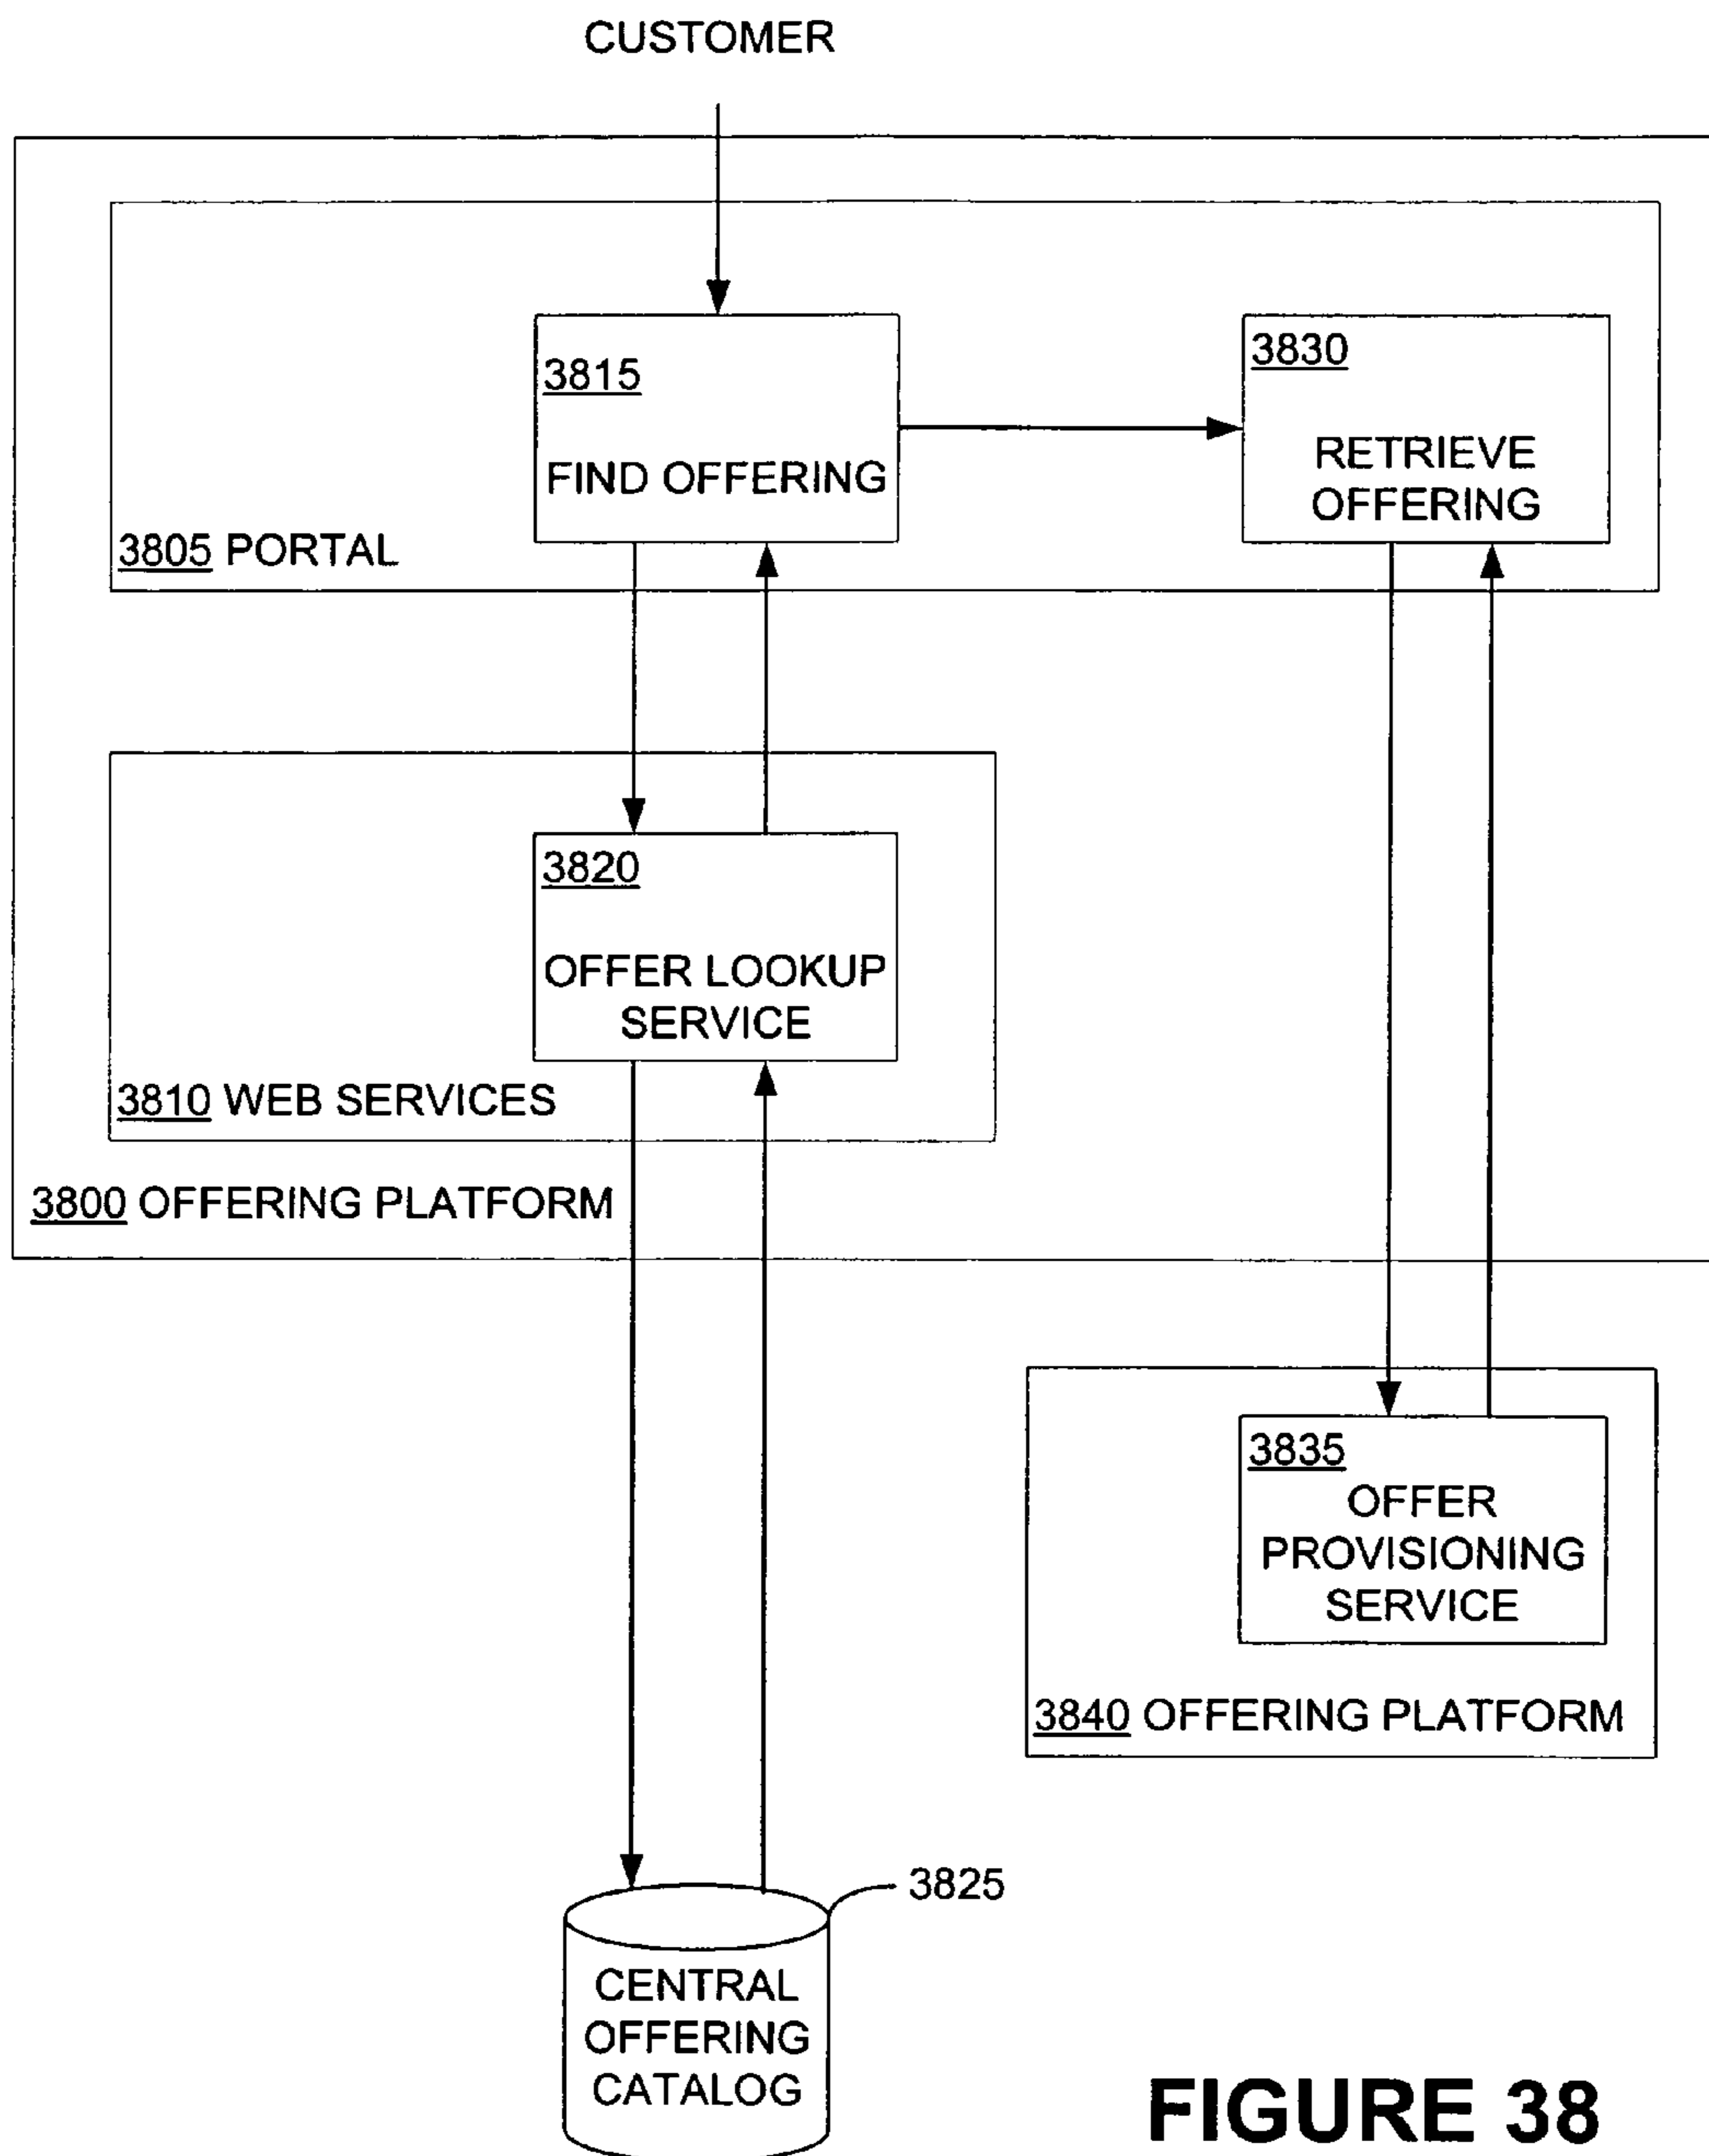 CUSTOMER
3815
FIND OFFERING
3830
RETRIEVE
OFFERING
3805 PORTAL
3820
OFFER LOOKUP
SERVICE
3810 WEB SERVICES
3800 OFFERING PLATFORM
3835
OFFER
PROVISIONING
SERVICE
3840 OFFERING PLATFORM
3825
CENTRAL
OFFERING
CATALOG
FIGURE 38